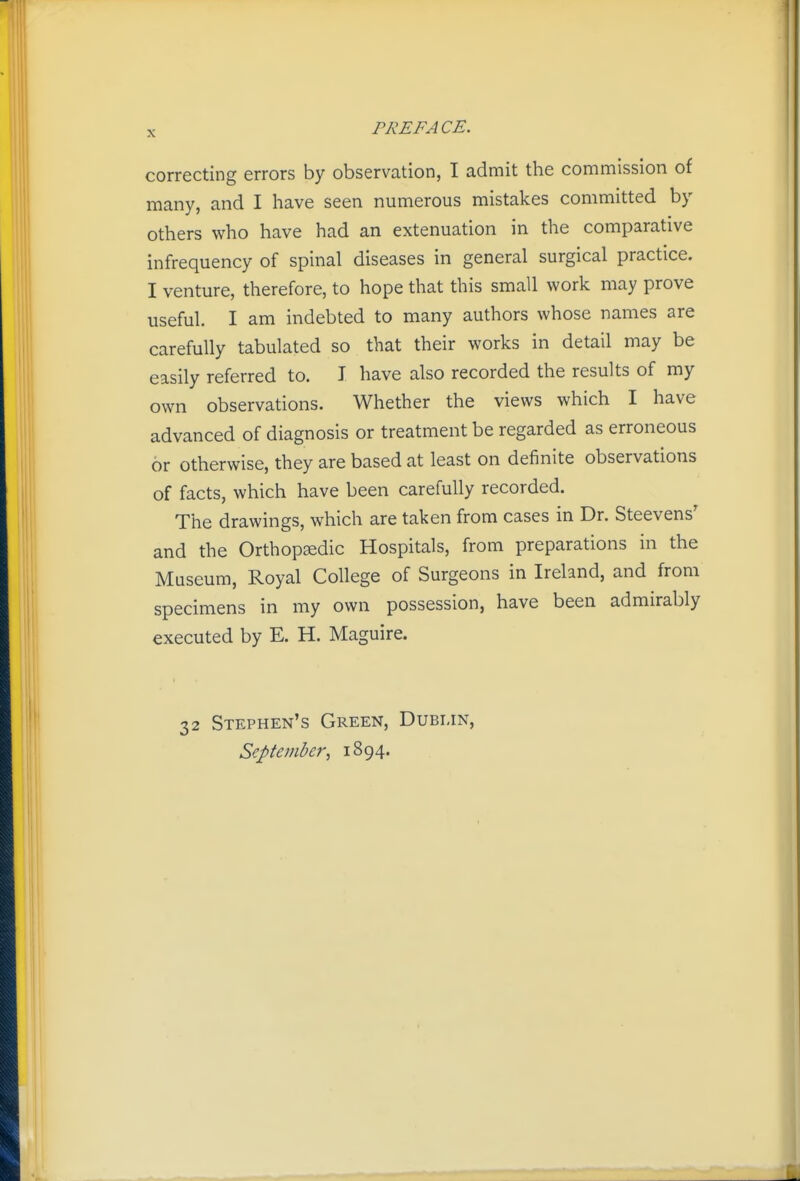 x
PREFACE.
correcting errors by observation, I admit the commission of
many, and I have seen numerous mistakes committed by
others who have had an extenuation in the comparative
infrequency of spinal diseases in general surgical practice.
I venture, therefore, to hope that this small work may prove
useful. I am indebted to many authors whose names are
carefully tabulated so that their works in detail may be
easily referred to. I have also recorded the results of my
own observations. Whether the views which I have
advanced of diagnosis or treatment be regarded as erroneous
or otherwise, they are based at least on definite observations
of facts, which have been carefully recorded.
The drawings, which are taken from cases in Dr. Steevens'
and the Orthopædic Hospitals, from preparations in the
Museum, Royal College of Surgeons in Ireland, and from
specimens in my own possession, have been admirably
executed by E. H. Maguire.
32 Stephen's Green, Dublin,
September, 1894.